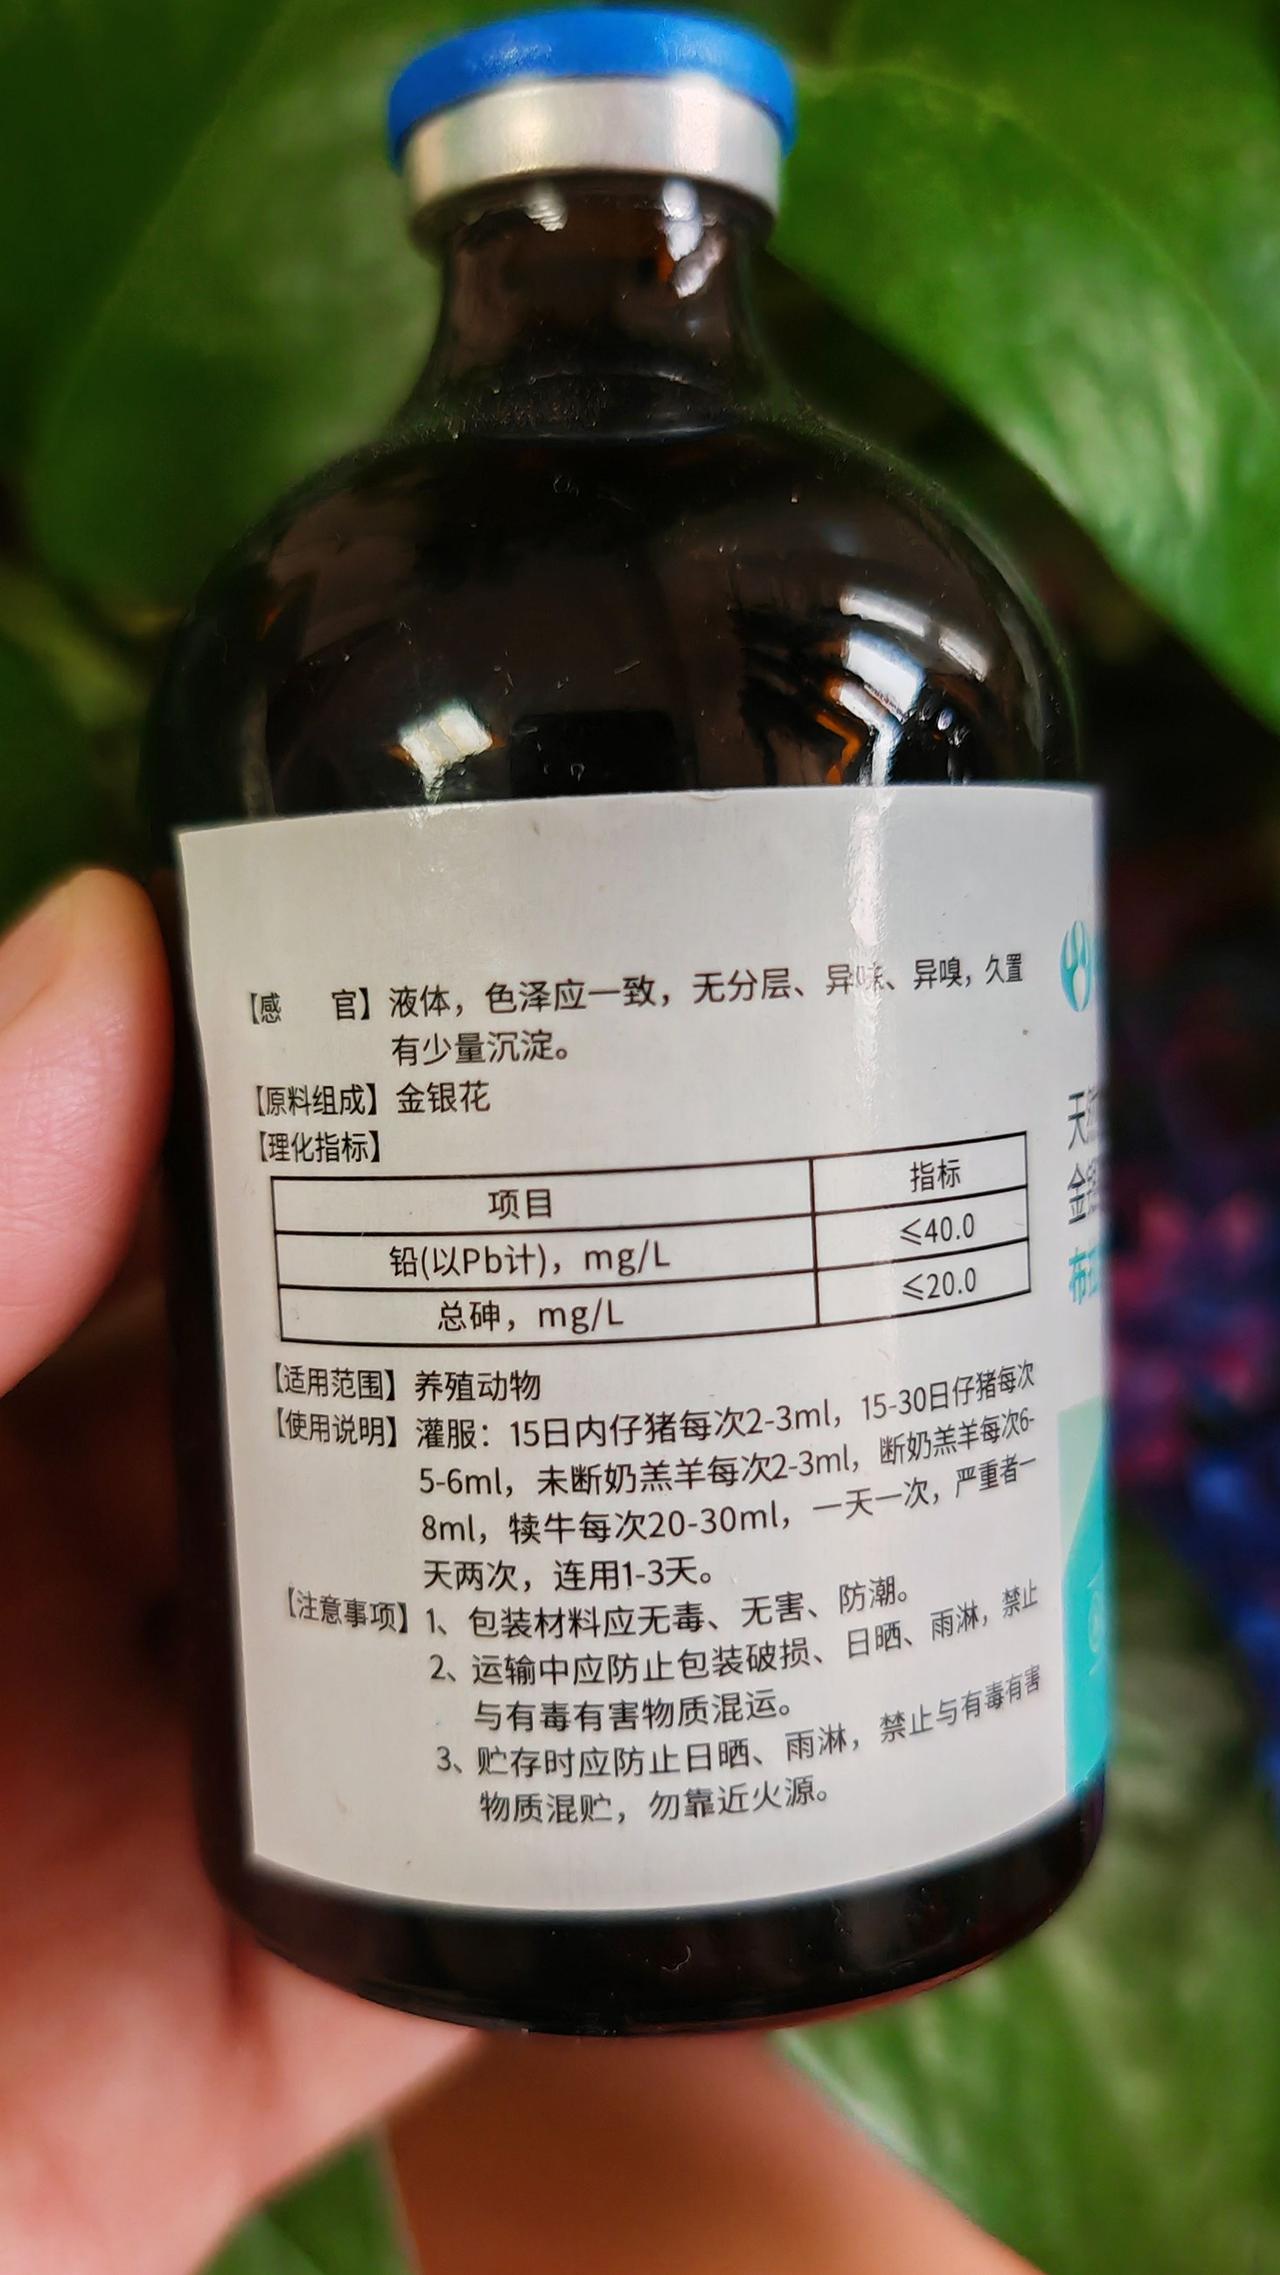 【感 官】液体，色泽应一致，无分层、异味、异嗅，久置
有少量沉淀。
【原料组成】金银花
【理化指标】
项目 指标
铅(以Pb计)，mg/L ≤40.0
总砷，mg/L ≤20.0
【适用范围】养殖动物
【使用说明】灌服：15日内仔猪每次2-3ml，15-30日仔猪每次
5-6ml，未断奶羔羊每次2-3ml，断奶羔羊每次6-
8ml，犊牛每次20-30ml，一天一次，严重者一
天两次，连用1-3天。
【注意事项】1、包装材料应无毒、无害、防潮。
2、运输中应防止包装破损、日晒、雨淋，禁止
与有毒有害物质混运。
3、贮存时应防止日晒、雨淋，禁止与有毒有害
物质混贮，勿靠近火源。
天
金
布